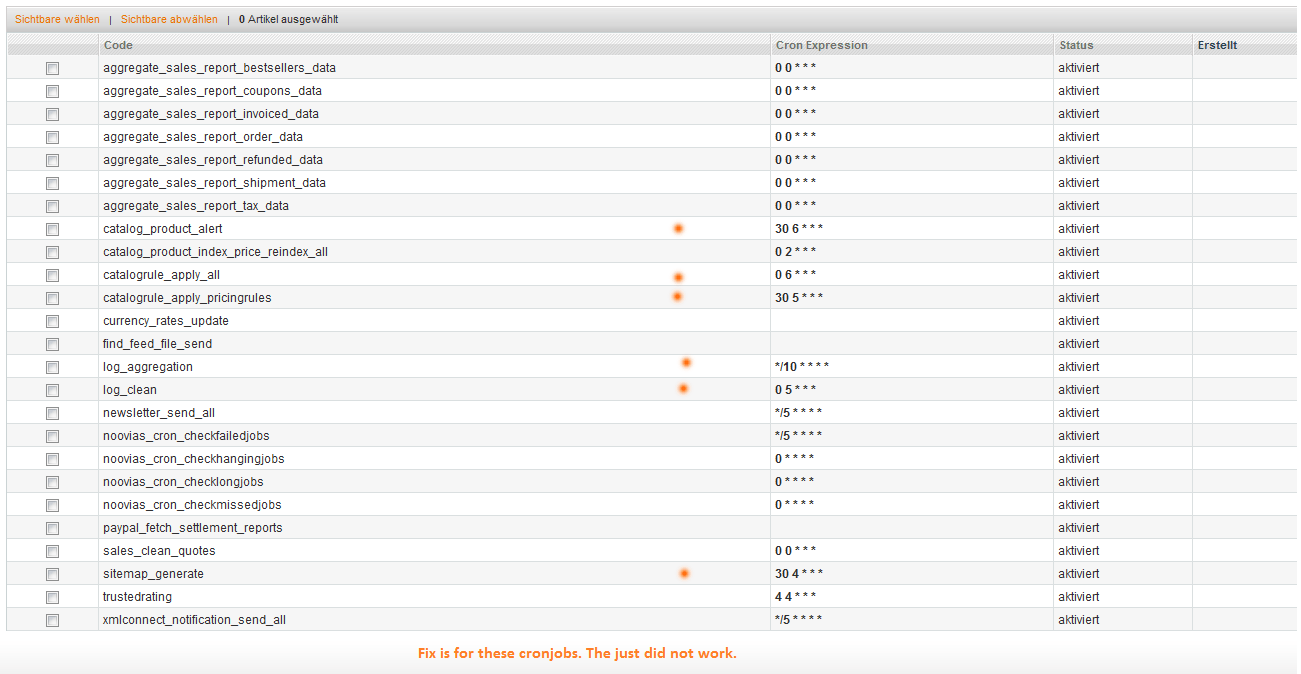 Sichtbare wählen | Sichtbare abwählen | 0 Artikel ausgewählt
Code Cron Expression Status Erstellt
aggregate_sales_report_bestsellers_data 0 0 * * * aktiviert
aggregate_sales_report_coupons_data 0 0 * * * aktiviert
aggregate_sales_report_invoiced_data 0 0 * * * aktiviert
aggregate_sales_report_order_data 0 0 * * * aktiviert
aggregate_sales_report_refunded_data 0 0 * * * aktiviert
aggregate_sales_report_shipment_data 0 0 * * * aktiviert
aggregate_sales_report_tax_data 0 0 * * * aktiviert
catalog_product_alert 30 6 * * * aktiviert
catalog_product_index_price_reindex_all 0 2 * * * aktiviert
catalogrule_apply_all 0 6 * * * aktiviert
catalogrule_apply_pricingrules 30 5 * * * aktiviert
currency_rates_update aktiviert
find_feed_file_send aktiviert
log_aggregation */10 * * * * aktiviert
log_clean 0 5 * * * aktiviert
newsletter_send_all */5 * * * * aktiviert
noovias_cron_checkfailedjobs */5 * * * * aktiviert
noovias_cron_checkhangingjobs 0 * * * * aktiviert
noovias_cron_checklongjobs 0 * * * * aktiviert
noovias_cron_checkmissedjobs 0 * * * * aktiviert
paypal_fetch_settlement_reports aktiviert
sales_clean_quotes 0 0 * * * aktiviert
sitemap_generate 30 4 * * * aktiviert
trustedrating 4 4 * * * aktiviert
xmlconnect_notification_send_all */5 * * * * aktiviert
Fix is for these cronjobs. The just did not work.